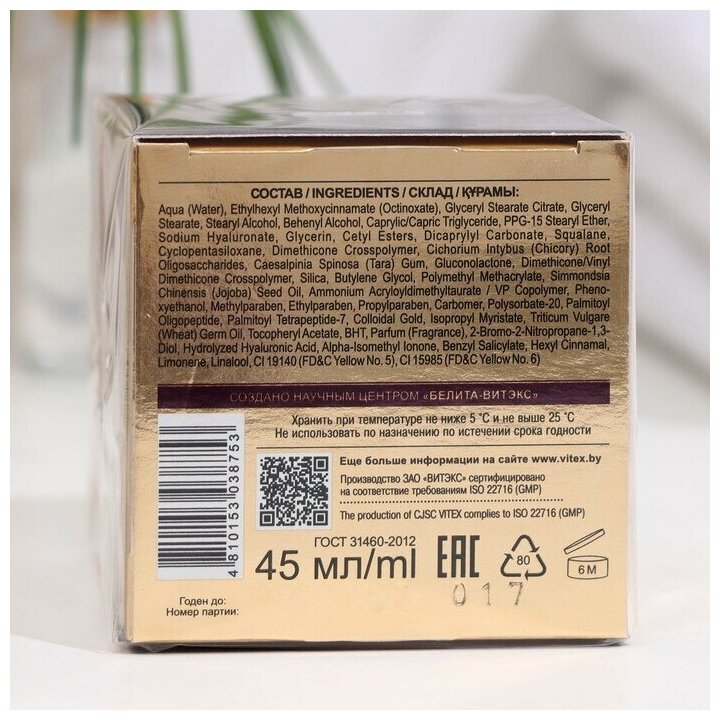 СОСТАВ / INGREDIENTS / СКЛАД / ҚҰРАМЫ:
Aqua (Water), Ethylhexyl Methoxycinnamate (Octinoxate), Glyceryl Stearate Citrate, Glyceryl
Stearate, Stearyl Alcohol, Behenyl Alcohol, Caprylic/Capric Triglyceride, PPG-15 Stearyl Ether,
Sodium Hyaluronate, Glycerin, Cetyl Esters, Dicaprylyl Carbonate, Squalane,
Cyclopentasiloxane, Dimethicone Crosspolymer, Cichorium Intybus (Chicory) Root
Oligosaccharides, Caesalpinia Spinosa (Tara) Gum, Gluconolactone, Dimethicone/Vinyl
Dimethicone Crosspolymer, Silica, Butylene Glycol, Polymethyl Methacrylate, Simmondsia
Chinensis (Jojoba) Seed Oil, Ammonium Acryloyldimethyltaurate / VP Copolymer, Pheno-
xyethanol, Methylparaben, Ethylparaben, Propylparaben, Carbomer, Polysorbate-20, Palmitoyl
Oligopeptide, Palmitoyl Tetrapeptide-7, Colloidal Gold, Isopropyl Myristate, Triticum Vulgare
(Wheat) Germ Oil, Tocopheryl Acetate, BHT, Parfum (Fragrance), 2-Bromo-2-Nitropropane-1,3-
Diol, Hydrolyzed Hyaluronic Acid, Alpha-Isomethyl Ionone, Benzyl Salicylate, Hexyl Cinnamal,
Limonene, Linalool, CI 19140 (FD&C Yellow No. 5), CI 15985 (FD&C Yellow No. 6)
СОЗДАНО НАУЧНЫМ ЦЕНТРОМ «БЕЛИТА-ВИТЭКС»
Хранить при температуре не ниже 5 °C и не выше 25 °C
Не использовать по назначению по истечении срока годности
4 810153 038753
Еще больше информации на сайте www.vitex.by
Производство ЗАО «ВИТЭКС» сертифицировано
на соответствие требованиям ISO 22716 (GMP)
The production of CJSC VITEX complies to ISO 22716 (GMP)
ГОСТ 31460-2012
45 мл/ml
EAC
80
6 M
017
Годен до:
Номер партии: